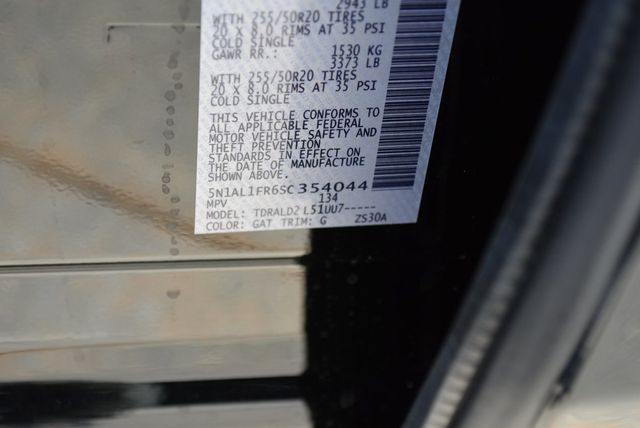 2943 LB
WITH 255/50R20 TIRES
20 X 8.0 RIMS AT 35 PSI
COLD SINGLE
GAWR RR.: 1530 KG
3373 LB
WITH 255/50R20 TIRES
20 X 8.0 RIMS AT 35 PSI
COLD SINGLE
THIS VEHICLE CONFORMS TO
ALL APPLICABLE FEDERAL
MOTOR VEHICLE SAFETY AND
THEFT PREVENTION
STANDARDS IN EFFECT ON
THE DATE OF MANUFACTURE
SHOWN ABOVE.
5N1AL1FR6SC354044
MPV 134
MODEL: TDRALD2 L51UU7-----
COLOR: GAT TRIM: G ZS30A